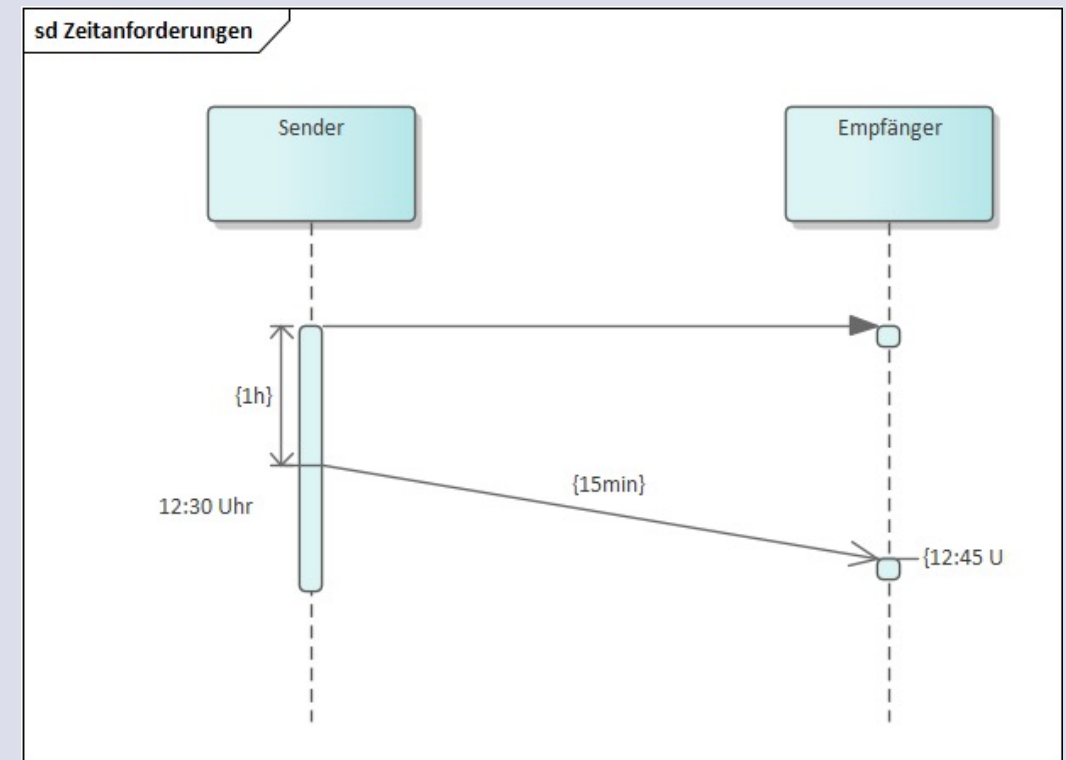 sd Zeitanforderungen
Sender
Empfänger
{1h}
{15min}
12:30 Uhr
{12:45 U